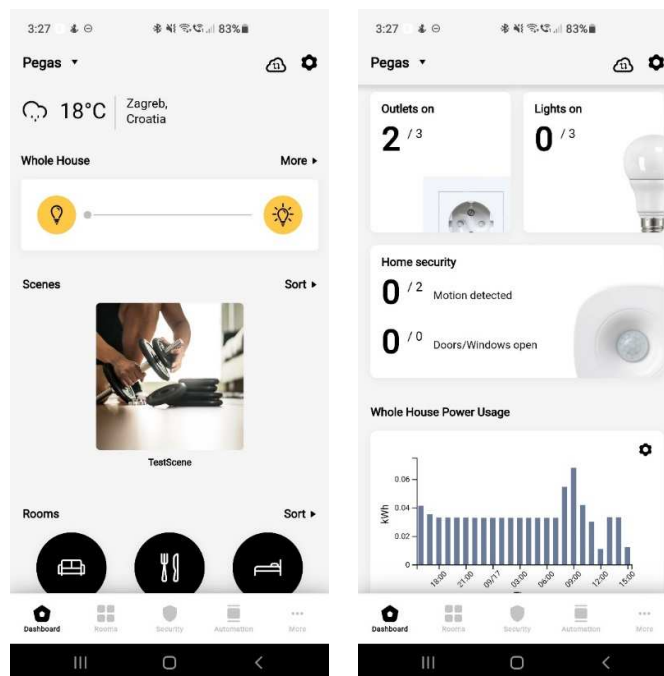 3:27 83%
Pegas
18°C
Zagreb,
Croatia
Whole House More
Scenes Sort
TestScene
Rooms Sort
Dashboard Rooms Security Automation More
3:27 83%
Pegas
Outlets on
2 / 3
Lights on
0 / 3
Home security
0 / 2 Motion detected
0 / 0 Doors/Windows open
Whole House Power Usage
kWh
0.06
0.04
0.02
0
18:00 21:00 09/17 03:00 06:00 09:00 12:00 15:00
Dashboard Rooms Security Automation More